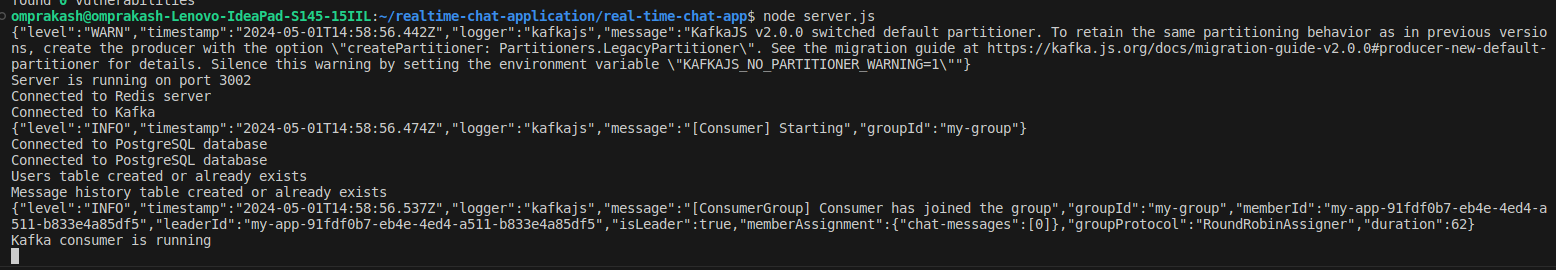 found 0 vulnerabilities
omprakash@omprakash-Lenovo-IdeaPad-S145-15IIL:~/realtime-chat-application/real-time-chat-app$ node server.js
{"level":"WARN","timestamp":"2024-05-01T14:58:56.442Z","logger":"kafkajs","message":"KafkaJS v2.0.0 switched default partitioner. To retain the same partitioning behavior as in previous versio
ns, create the producer with the option \"createPartitioner: Partitioners.LegacyPartitioner\". See the migration guide at https://kafka.js.org/docs/migration-guide-v2.0.0#producer-new-default-
partitioner for details. Silence this warning by setting the environment variable \"KAFKAJS_NO_PARTITIONER_WARNING=1\""}
Server is running on port 3002
Connected to Redis server
Connected to Kafka
{"level":"INFO","timestamp":"2024-05-01T14:58:56.474Z","logger":"kafkajs","message":"[Consumer] Starting","groupId":"my-group"}
Connected to PostgreSQL database
Connected to PostgreSQL database
Users table created or already exists
Message history table created or already exists
{"level":"INFO","timestamp":"2024-05-01T14:58:56.537Z","logger":"kafkajs","message":"[ConsumerGroup] Consumer has joined the group","groupId":"my-group","memberId":"my-app-91fdf0b7-eb4e-4ed4-a
511-b833e4a85df5","leaderId":"my-app-91fdf0b7-eb4e-4ed4-a511-b833e4a85df5","isLeader":true,"memberAssignment":{"chat-messages":[0]},"groupProtocol":"RoundRobinAssigner","duration":62}
Kafka consumer is running